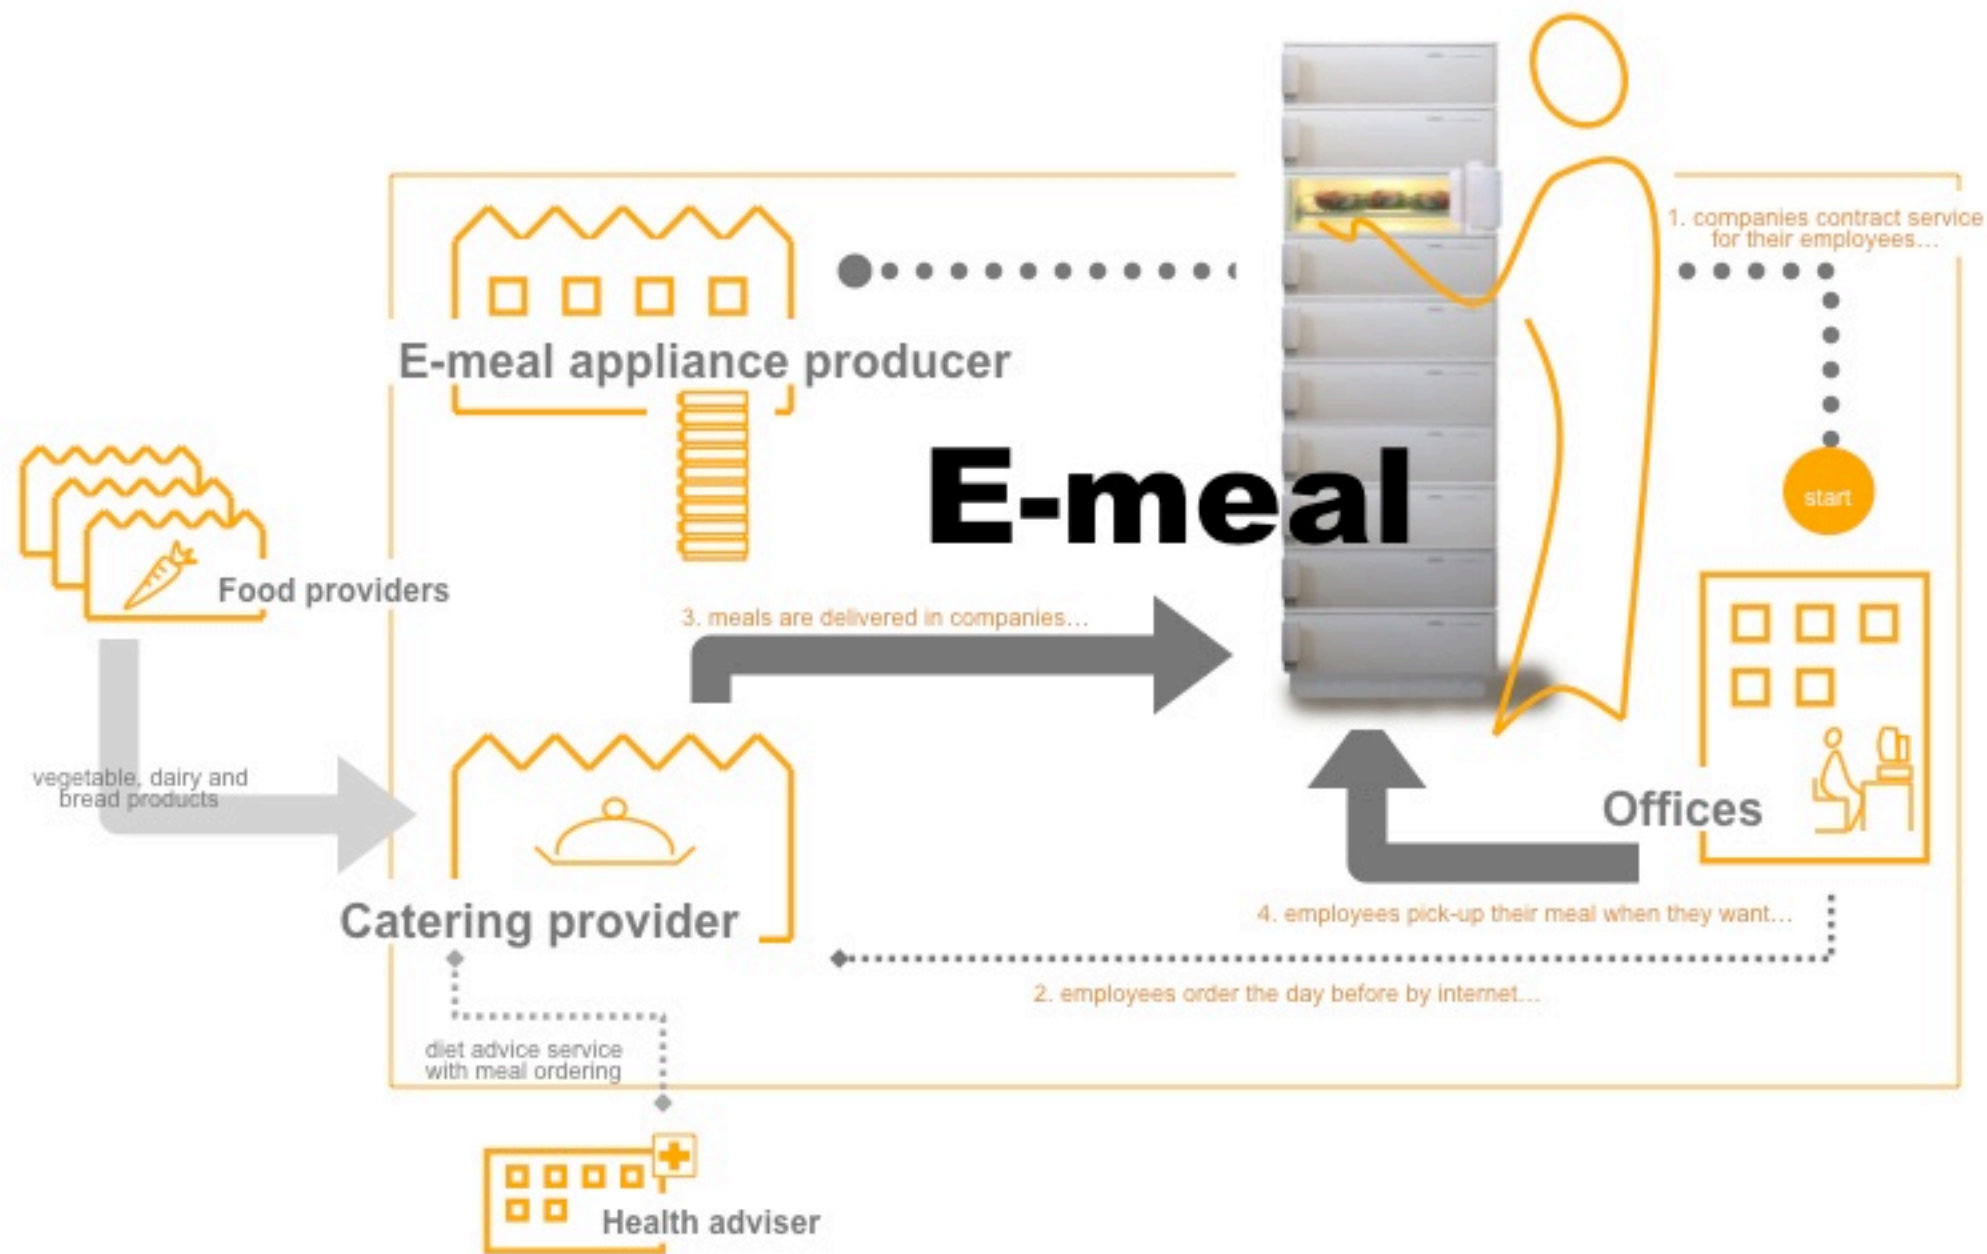 1. companies contract service
for their employees...
E-meal appliance producer
E-meal
start
Food providers
3. meals are delivered in companies...
vegetable, dairy and
bread products
Offices
Catering provider
4. employees pick-up their meal when they want...
2. employees order the day before by internet...
diet advice service
with meal ordering
Health adviser